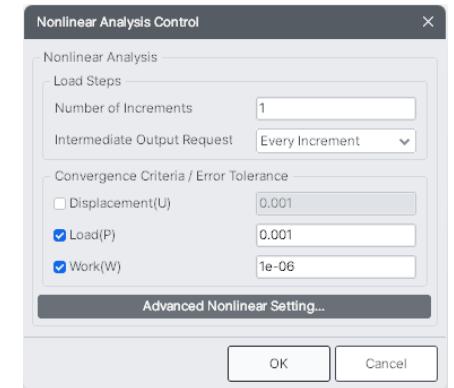 Nonlinear Analysis Control
Nonlinear Analysis
Load Steps
Number of Increments 1
Intermediate Output Request Every Increment
Convergence Criteria / Error Tolerance
Displacement(U) 0.001
Load(P) 0.001
Work(W) 1e-06
Advanced Nonlinear Setting...
OK Cancel